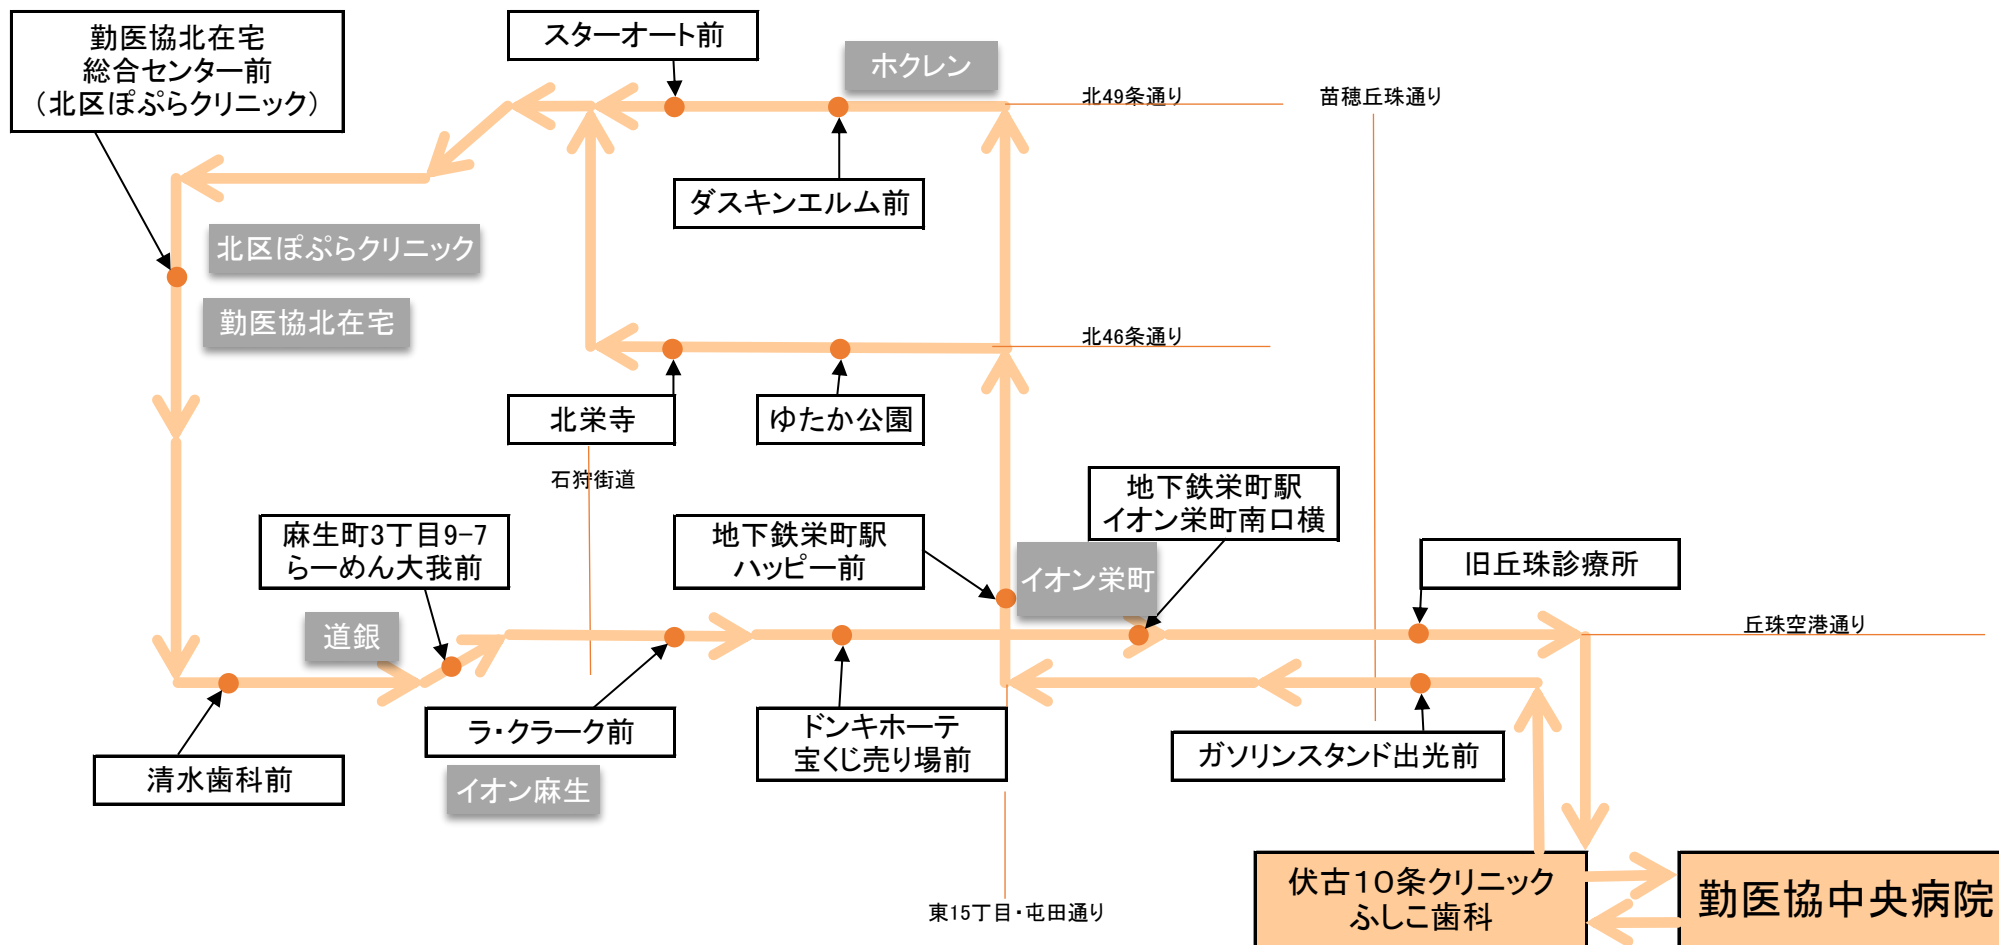 勤医協北在宅
総合センター前
（北区ぽぷらクリニック）
スターオート前
ホクレン
北49条通り
苗穂丘珠通り
ダスキンエルム前
北区ぽぷらクリニック
勤医協北在宅
北46条通り
北栄寺
ゆたか公園
石狩街道
地下鉄栄町駅
イオン栄町南口横
麻生町3丁目9-7
らーめん大我前
地下鉄栄町駅
ハッピー前
イオン栄町
旧丘珠診療所
道銀
丘珠空港通り
清水歯科前
ラ・クラーク前
イオン麻生
ドンキホーテ
宝くじ売り場前
ガソリンスタンド出光前
東15丁目・屯田通り
伏古１０条クリニック
ふしこ歯科
勤医協中央病院